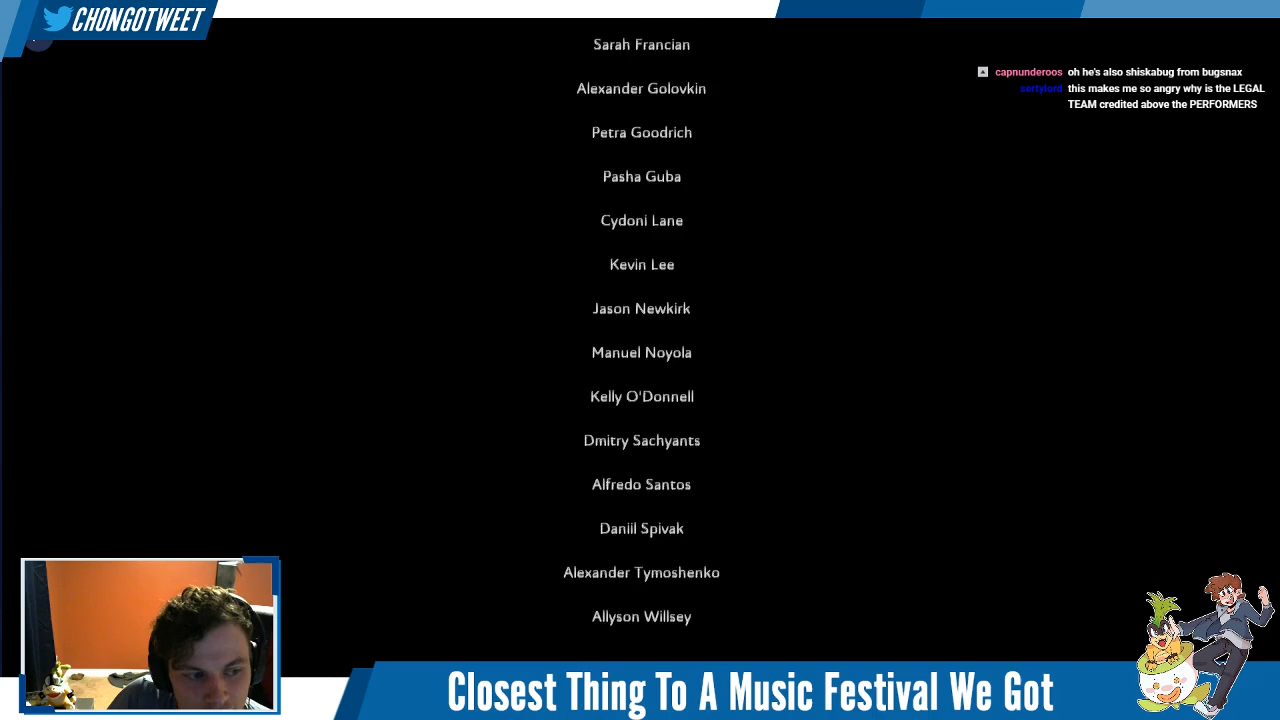 CHONGOTWEET
Sarah Francian
Alexander Golovkin
Petra Goodrich
Pasha Guba
Cydoni Lane
Kevin Lee
Jason Newkirk
Manuel Noyola
Kelly O'Donnell
Dmitry Sachyants
Alfredo Santos
Daniil Spivak
Alexander Tymoshenko
Allyson Willsey
capnunderoos oh he's also shiskabug from bugsnax
sertylord this makes me so angry why is the LEGAL
TEAM credited above the PERFORMERS
Closest Thing To A Music Festival We Got